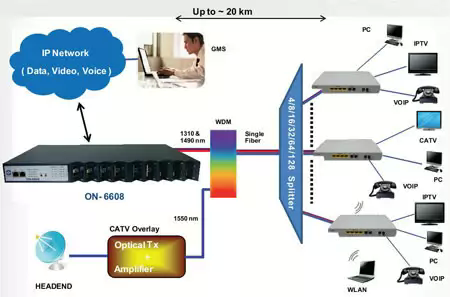 Up to ~ 20 km
IP Network
( Data, Video, Voice )
GMS
PC
IPTV
VOIP
WDM
1310 &
1490 nm
Single
Fiber
4/8/16/32/64/128 Splitter
CATV
PC
VOIP
ON- 6608
1550 nm
CATV Overlay
Optical Tx
+
Amplifier
HEADEND
IPTV
PC
WLAN
VOIP